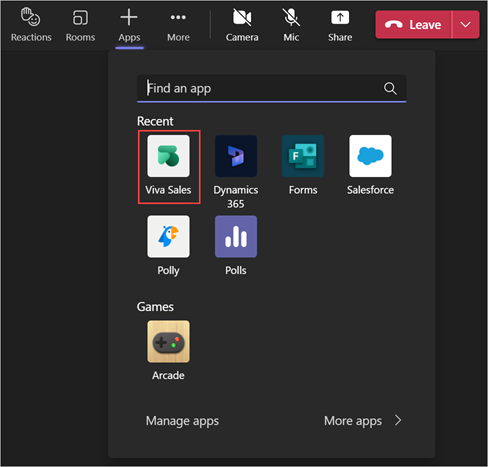 Reactions Rooms Apps More Camera Mic Share Leave
Find an app
Recent
Viva Sales Dynamics 365 Forms Salesforce
Polly Polls
Games
Arcade
Manage apps More apps